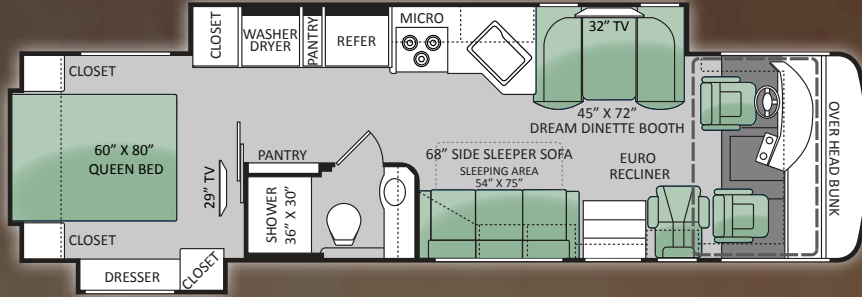 CLOSET
WASHER
DRYER
PANTRY
REFER
MICRO
32” TV
CLOSET
45” X 72”
DREAM DINETTE BOOTH
60” X 80”
QUEEN BED
29” TV
PANTRY
68” SIDE SLEEPER SOFA
SLEEPING AREA
54” X 75”
EURO
RECLINER
OVER HEAD BUNK
SHOWER
36” X 30”
CLOSET
DRESSER
CLOSET